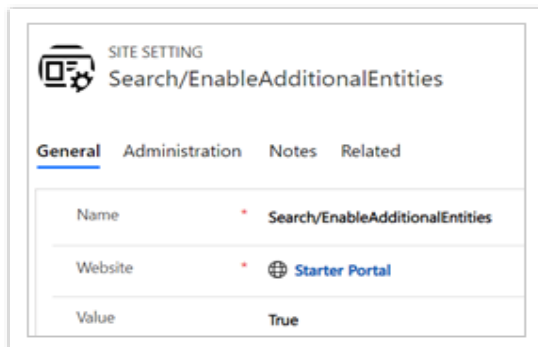 SITE SETTING
Search/EnableAdditionalEntities
General Administration Notes Related
Name * Search/EnableAdditionalEntities
Website * Starter Portal
Value True